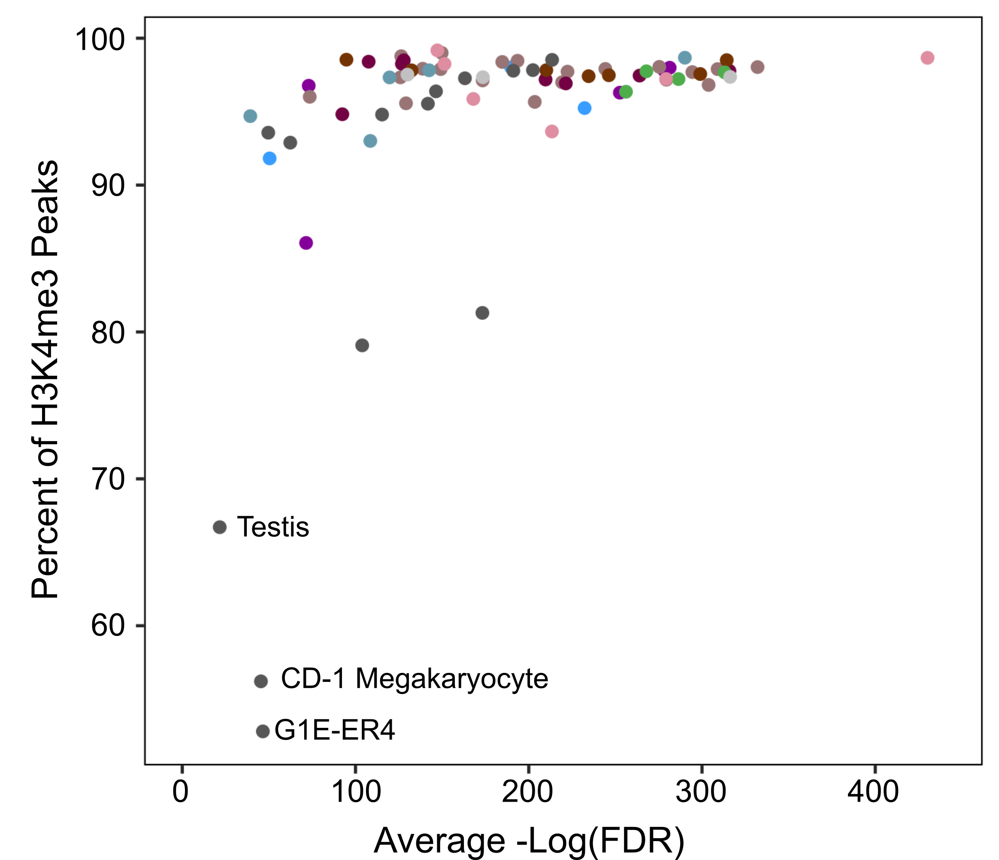 Percent of H3K4me3 Peaks
100
90
80
70
60
Testis
CD-1 Megakaryocyte
G1E-ER4
0 100 200 300 400
Average -Log(FDR)